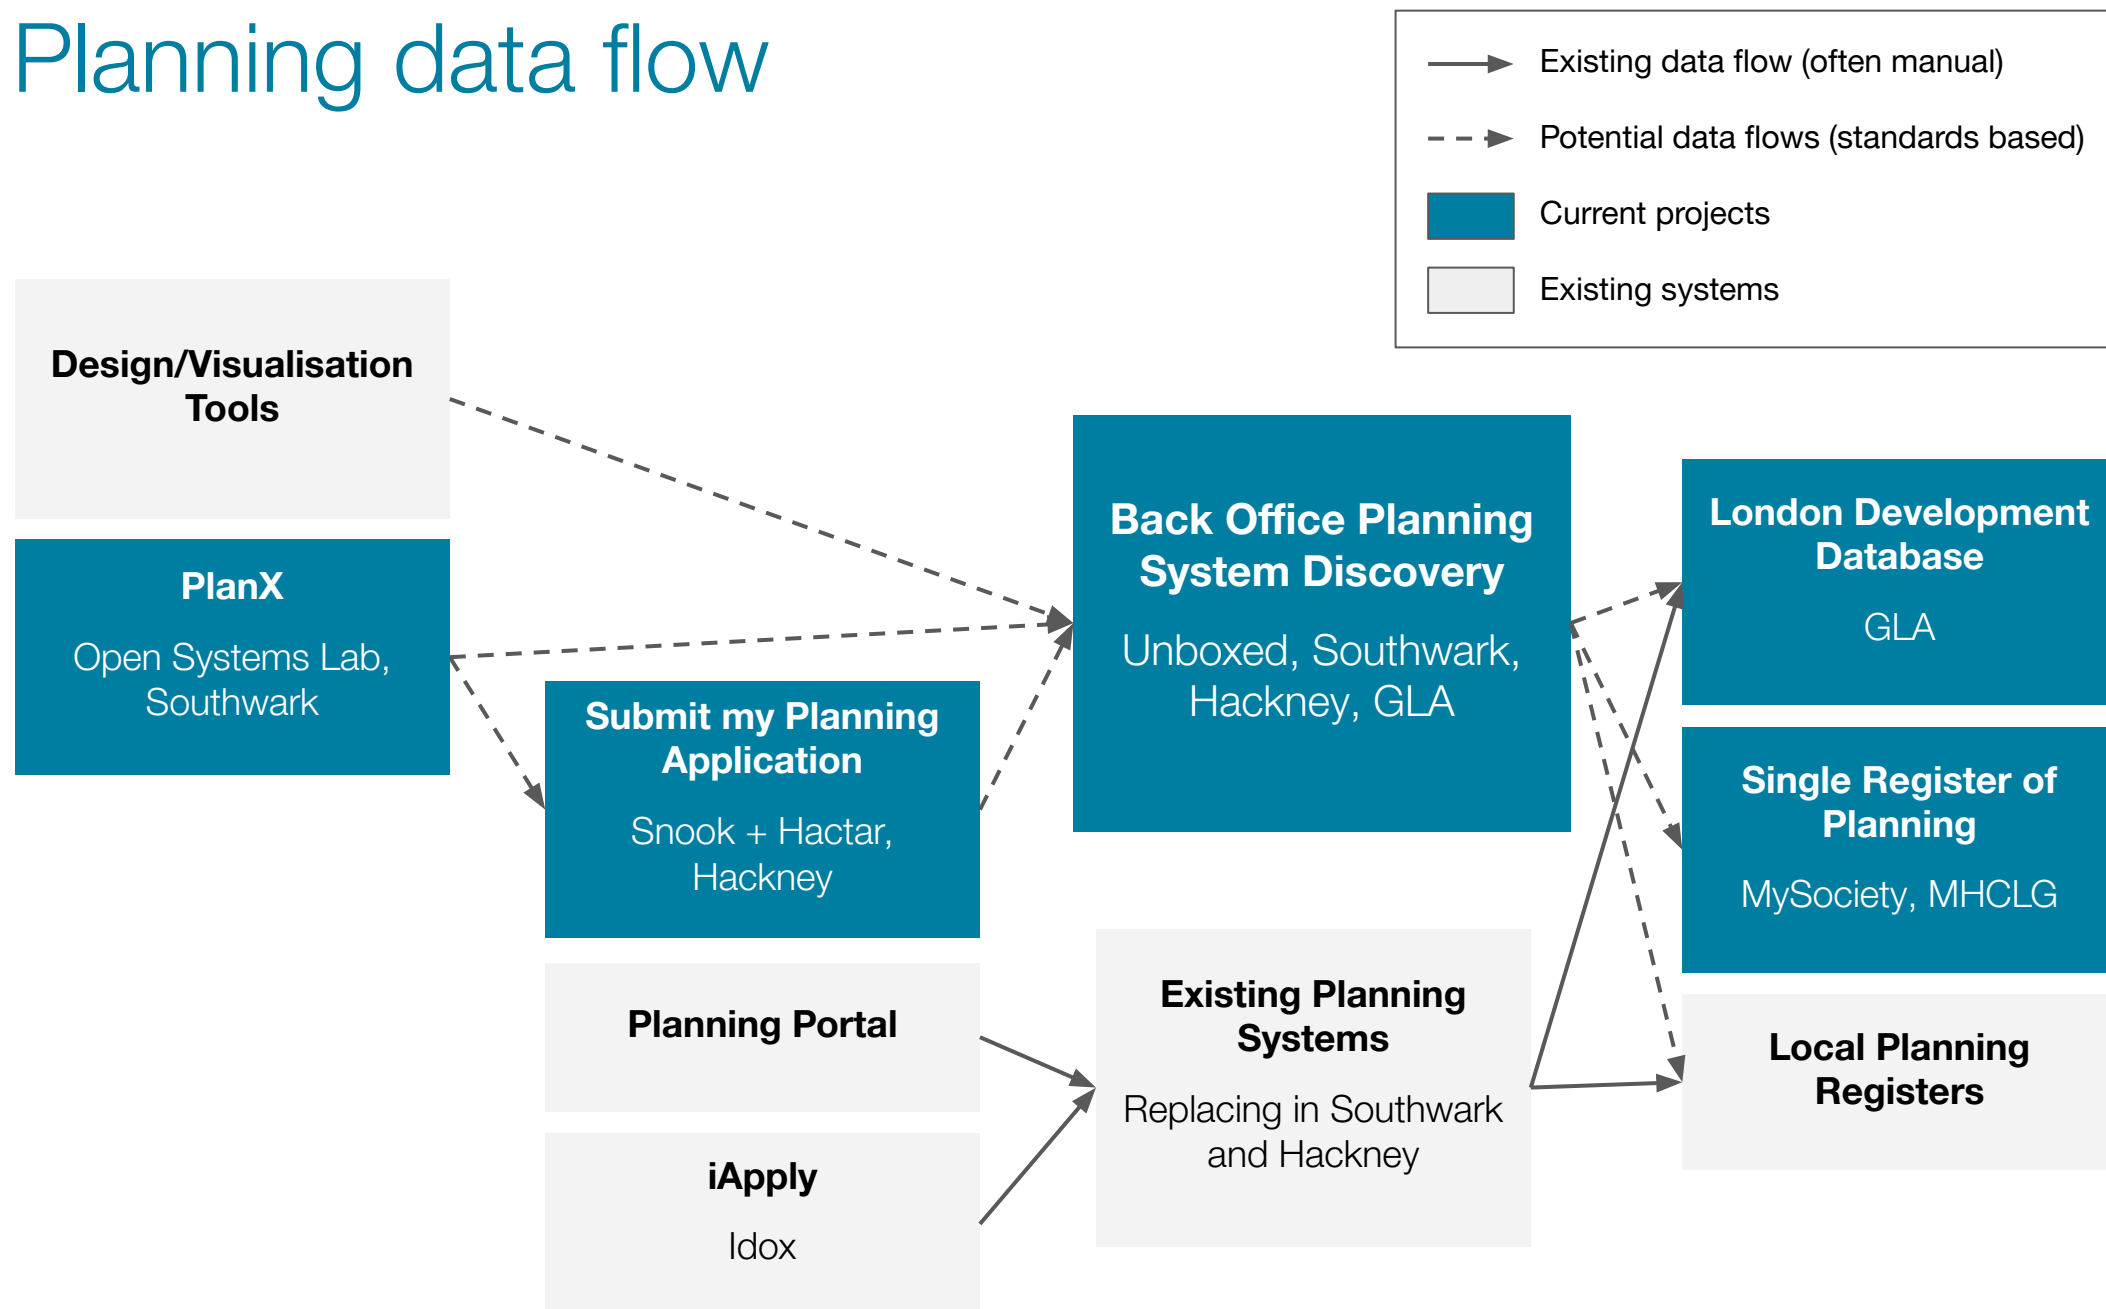 Planning data flow
Existing data flow (often manual)
Potential data flows (standards based)
Current projects
Existing systems
Design/Visualisation
Tools
PlanX
Open Systems Lab,
Southwark
Submit my Planning
Application
Snook + Hactar,
Hackney
Planning Portal
iApply
Idox
Back Office Planning
System Discovery
Unboxed, Southwark,
Hackney, GLA
Existing Planning
Systems
Replacing in Southwark
and Hackney
London Development
Database
GLA
Single Register of
Planning
MySociety, MHCLG
Local Planning
Registers